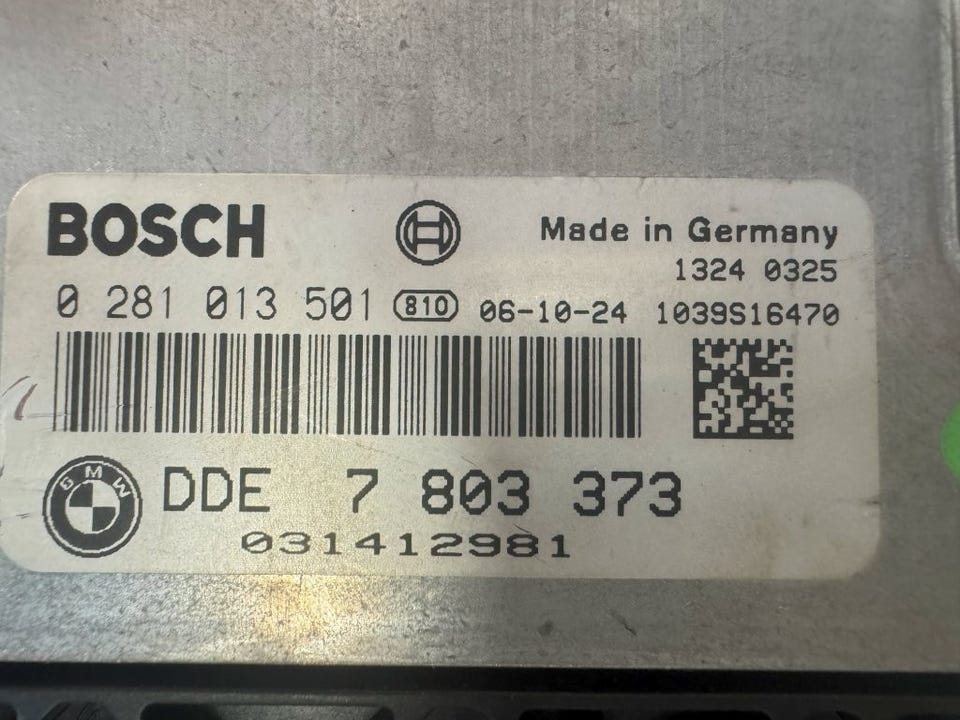 BOSCH
Made in Germany
1324 0325
0 281 013 501 810 06-10-24 1039S16470
BMW
DDE 7 803 373
031412981